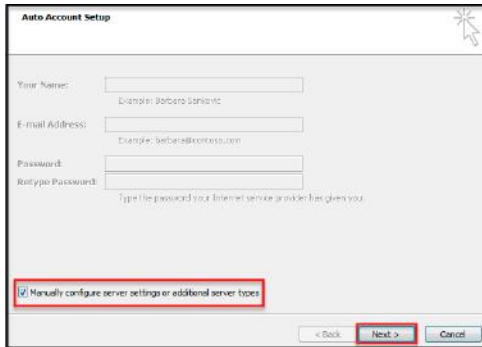 Auto Account Setup
Your Name:
Example: Barbara Sankovic
E-mail Address:
Example: barbara@contoso.com
Password:
Retype Password:
Type the password your Internet service provider has given you.
Manually configure server settings or additional server types
< Back
Next >
Cancel